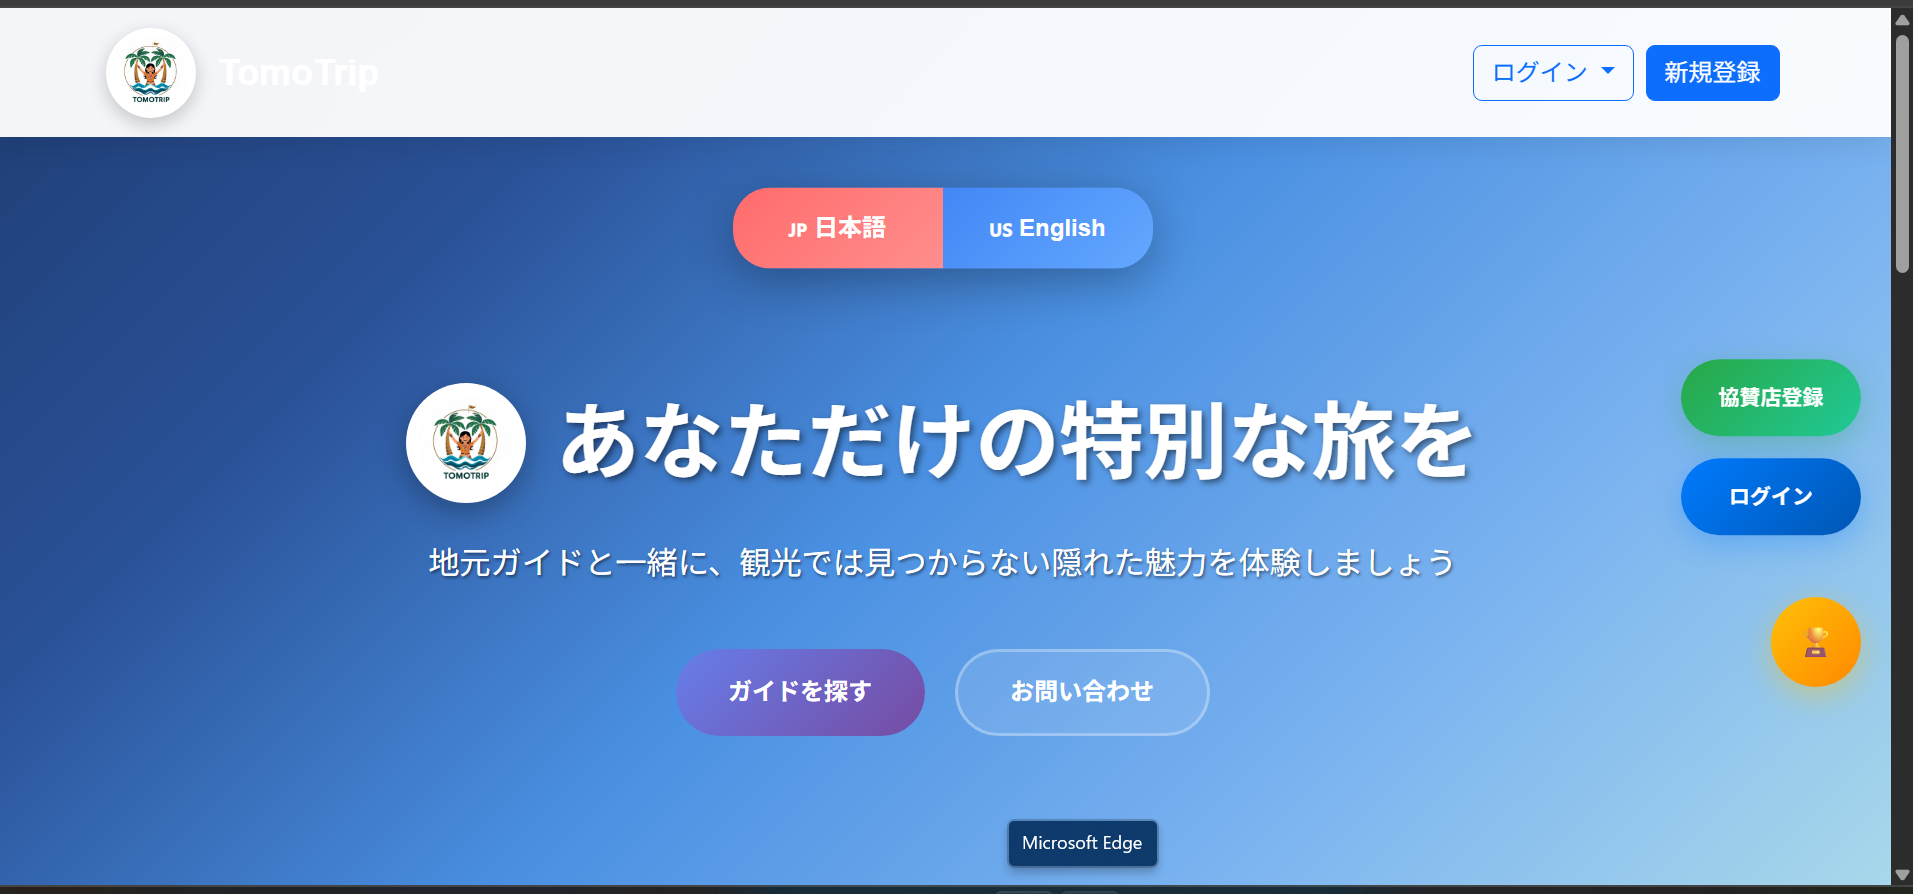 TOMOTRIP
TomoTrip
ログイン
新規登録
JP 日本語
US English
TOMOTRIP
あなただけの特別な旅を
地元ガイドと一緒に、観光では見つからない隠れた魅力を体験しましょう
ガイドを探す
お問い合わせ
協賛店登録
ログイン
Microsoft Edge